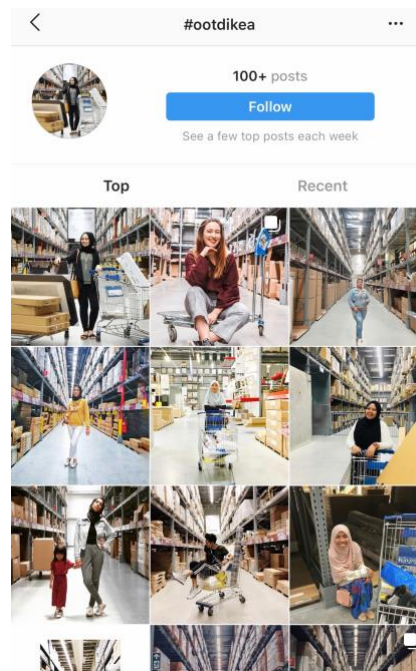 #ootdikea
100+ posts
Follow
See a few top posts each week
Top
Recent